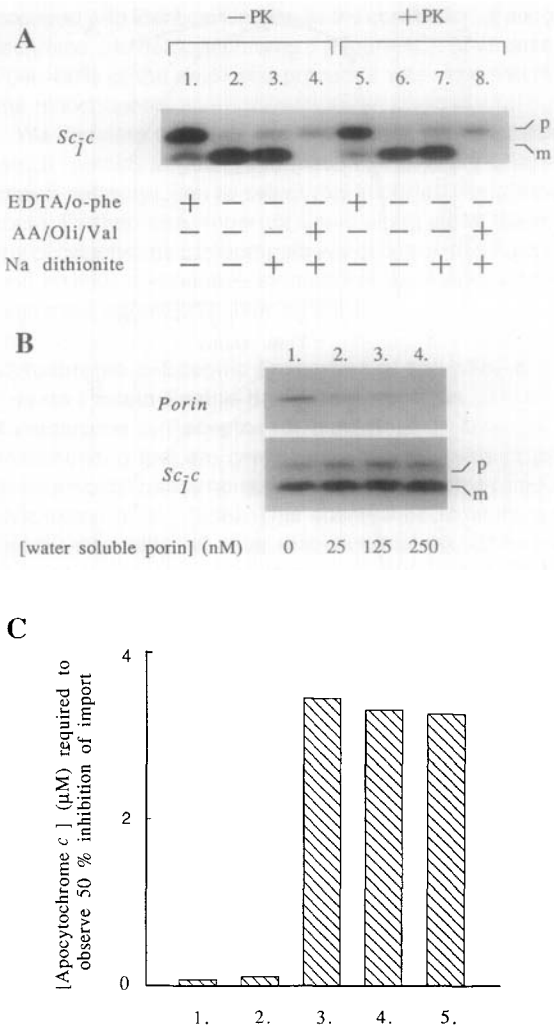 A
PK PK
1. 2. 3. 4. 5. 6. 7. 8.
Scjc
p
m
EDTA/o-phe + − − − + − − −
AA/Oli/Val − − − + − − − +
Na dithionite − − + + − − + +
B
1. 2. 3. 4.
Porin
Scjc
p
m
[water soluble porin] (nM) 0 25 125 250
C
[Apocytochrome c ] (μM) required to
observe 50 % inhibition of import
4
2
0
1. 2. 3. 4. 5.